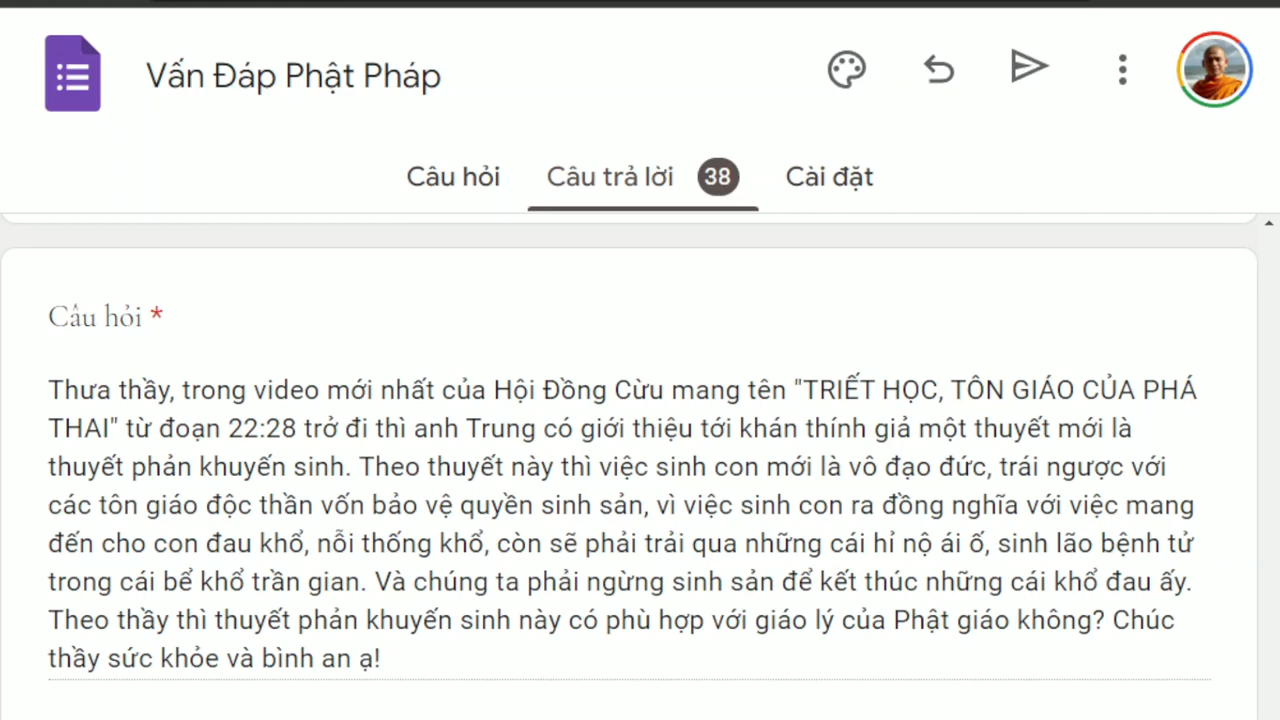 Vấn Đáp Phật Pháp
Câu hỏi Câu trả lời 38 Cài đặt
Câu hỏi *
Thưa thầy, trong video mới nhất của Hội Đồng Cừu mang tên "TRIẾT HỌC, TÔN GIÁO CỦA PHÁ
THAI" từ đoạn 22:28 trở đi thì anh Trung có giới thiệu tới khán thính giả một thuyết mới là
thuyết phản khuyến sinh. Theo thuyết này thì việc sinh con mới là vô đạo đức, trái ngược với
các tôn giáo độc thần vốn bảo vệ quyền sinh sản, vì việc sinh con ra đồng nghĩa với việc mang
đến cho con đau khổ, nỗi thống khổ, còn sẽ phải trải qua những cái hỉ nộ ái ố, sinh lão bệnh tử
trong cái bể khổ trần gian. Và chúng ta phải ngừng sinh sản để kết thúc những cái khổ đau ấy.
Theo thầy thì thuyết phản khuyến sinh này có phù hợp với giáo lý của Phật giáo không? Chúc
thầy sức khỏe và bình an ạ!